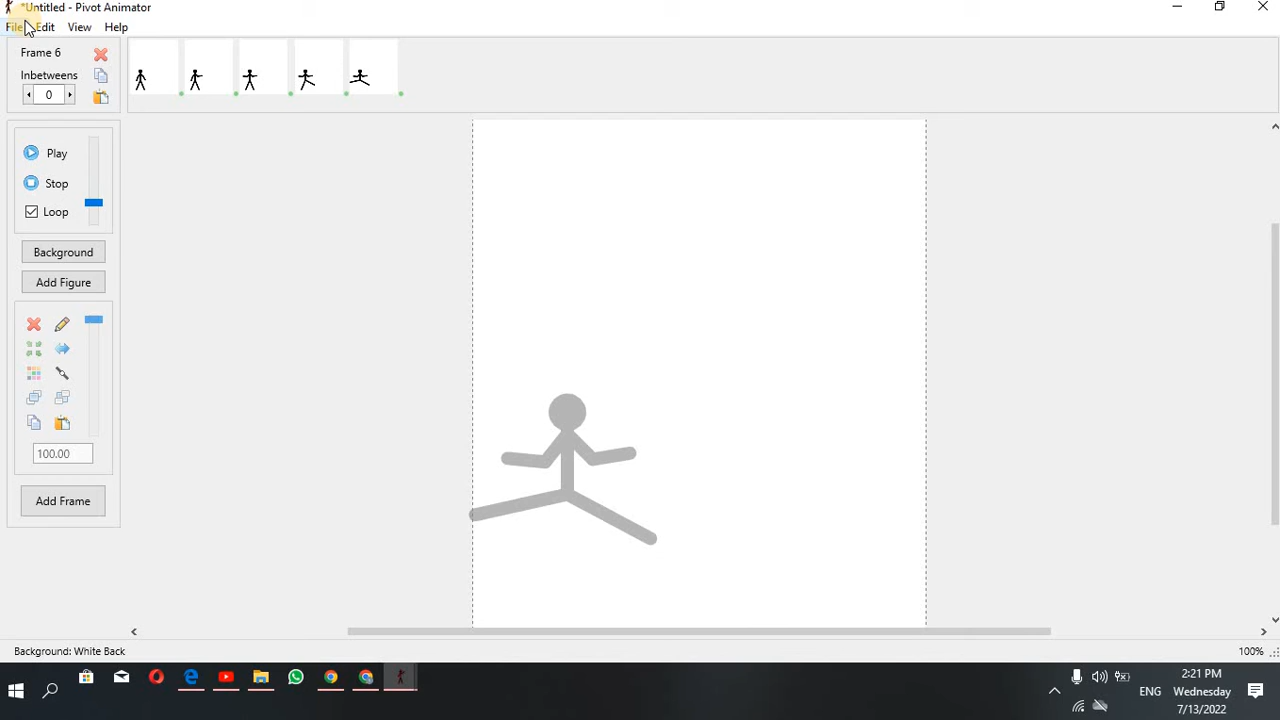 *Untitled - Pivot Animator
File Edit View Help
Frame 6
Inbetweens
0
Play
Stop
Loop
Background
Add Figure
100.00
Add Frame
Background: White Back
100%
2:21 PM
ENG Wednesday
7/13/2022